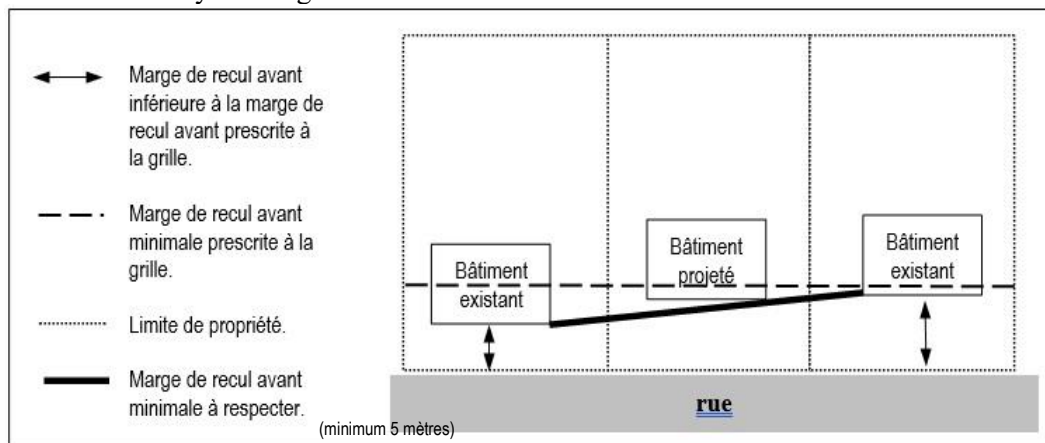 Marge de recul avant
inférieure à la marge de
recul avant prescrite à
la grille.
Marge de recul avant
minimale prescrite à la
grille.
Limite de propriété.
Marge de recul avant
minimale à respecter.
(minimum 5 mètres)
Bâtiment
existant
Bâtiment
projeté
Bâtiment
existant
rue